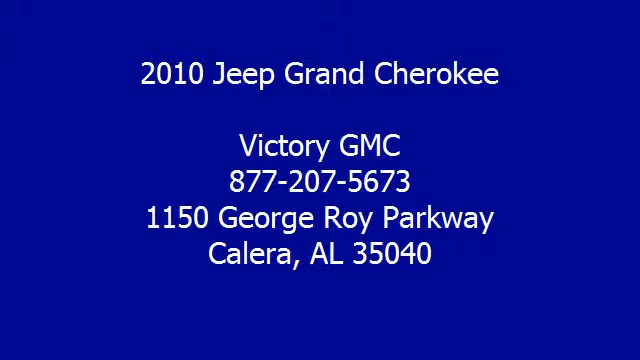 2010 Jeep Grand Cherokee
Victory GMC
877-207-5673
1150 George Roy Parkway
Calera, AL 35040